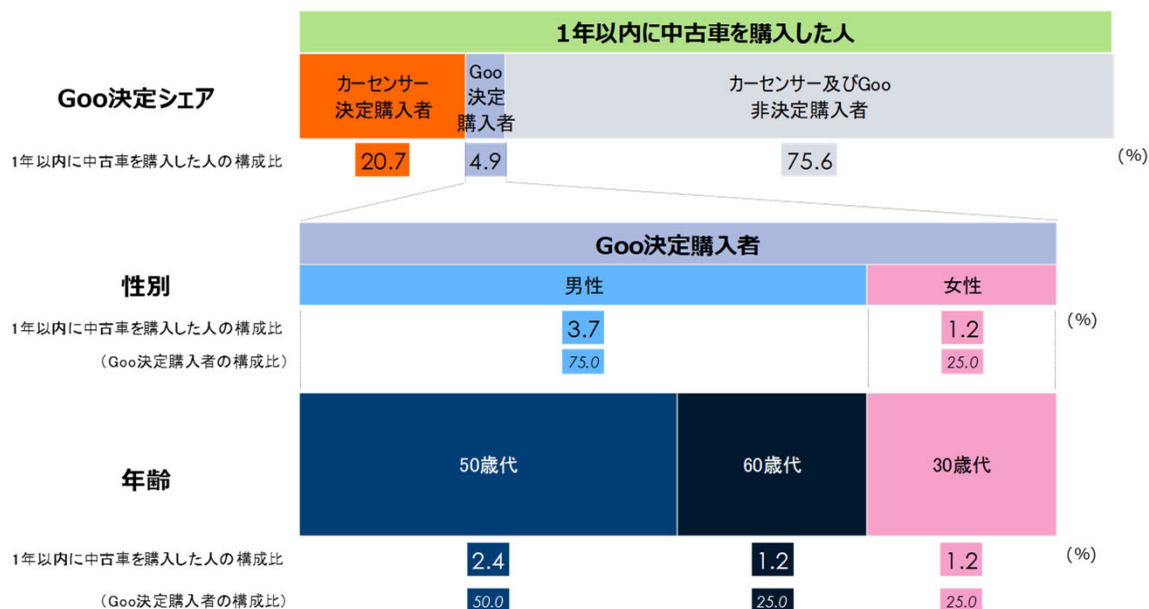 1年以内に中古車を購入した人
Goo決定シェア
カーセンサー
決定購入者
Goo
決定
購入者
カーセンサー及びGoo
非決定購入者
1年以内に中古車を購入した人の構成比
20.7
4.9
75.6
(%)
Goo決定購入者
性別
男性
女性
1年以内に中古車を購入した人の構成比
3.7
1.2
(%)
（Goo決定購入者の構成比）
75.0
25.0
年齢
50歳代
60歳代
30歳代
1年以内に中古車を購入した人の構成比
2.4
1.2
1.2
(%)
（Goo決定購入者の構成比）
50.0
25.0
25.0